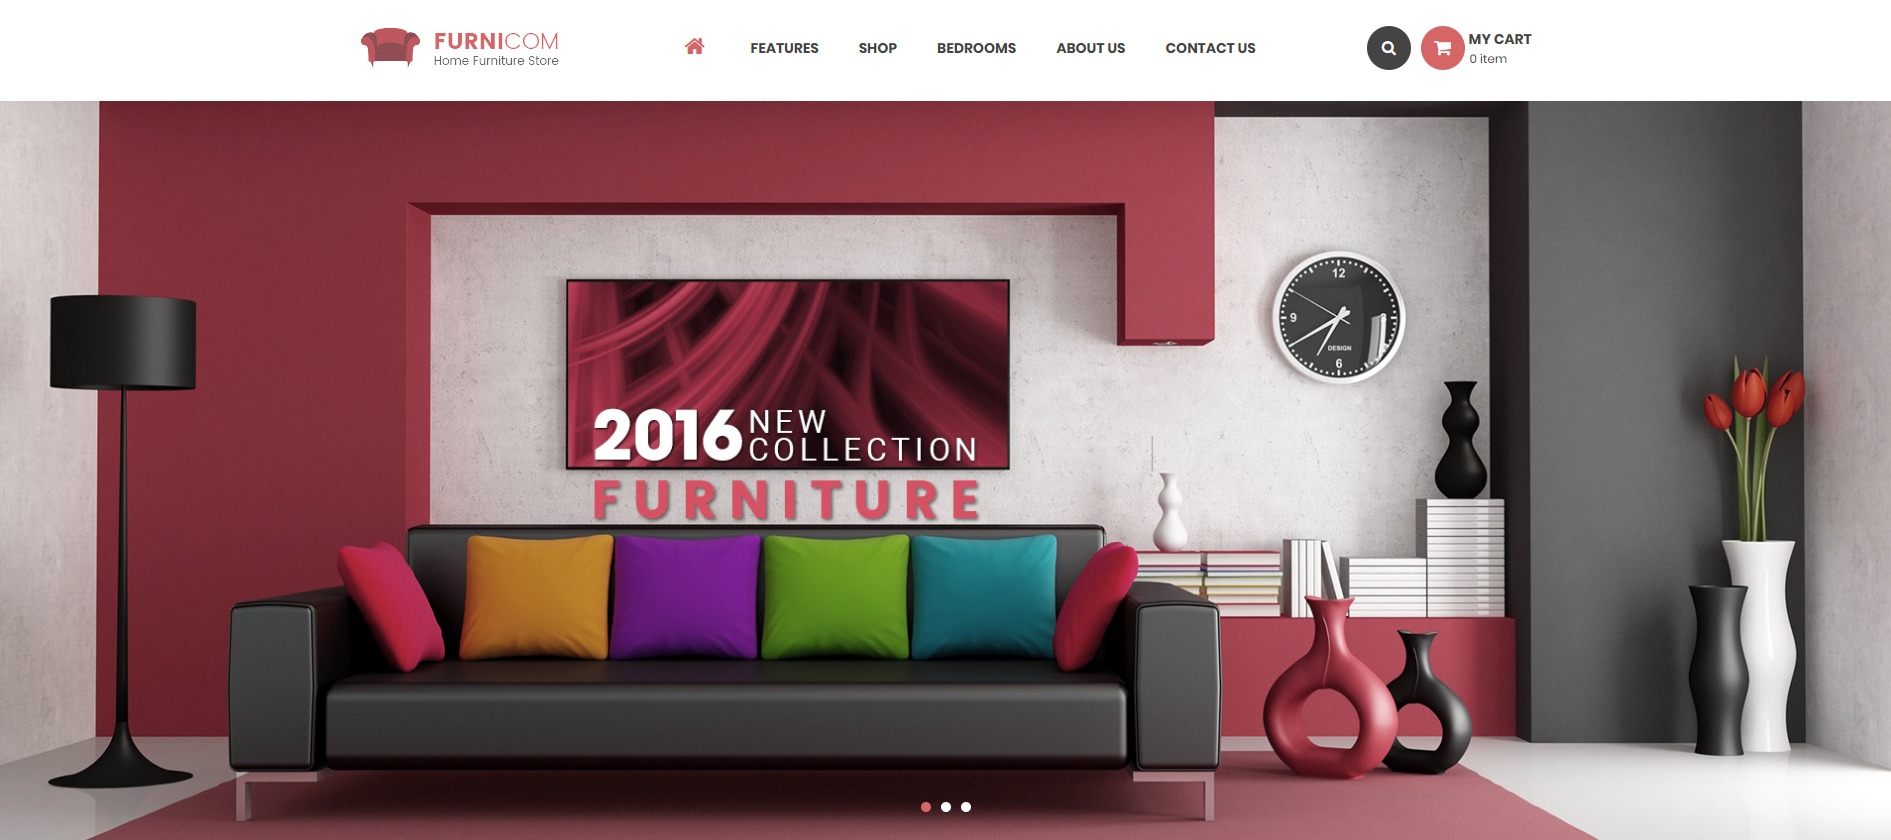 FURNICOM
Home Furniture Store
FEATURES
SHOP
BEDROOMS
ABOUT US
CONTACT US
MY CART
0 item
12
9
3
DESIGN
6
2016 NEW
COLLECTION
FURNITURE